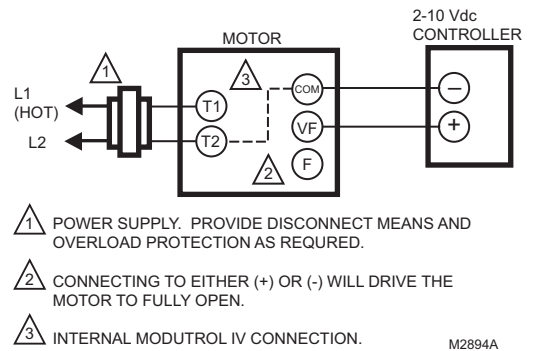 2-10 Vdc
CONTROLLER
MOTOR
1
3
L1
(HOT)
T1
COM
–
L2
T2
VF
+
2
F
1 POWER SUPPLY. PROVIDE DISCONNECT MEANS AND
OVERLOAD PROTECTION AS REQURED.
2 CONNECTING TO EITHER (+) OR (-) WILL DRIVE THE
MOTOR TO FULLY OPEN.
3 INTERNAL MODUTROL IV CONNECTION.
M2894A